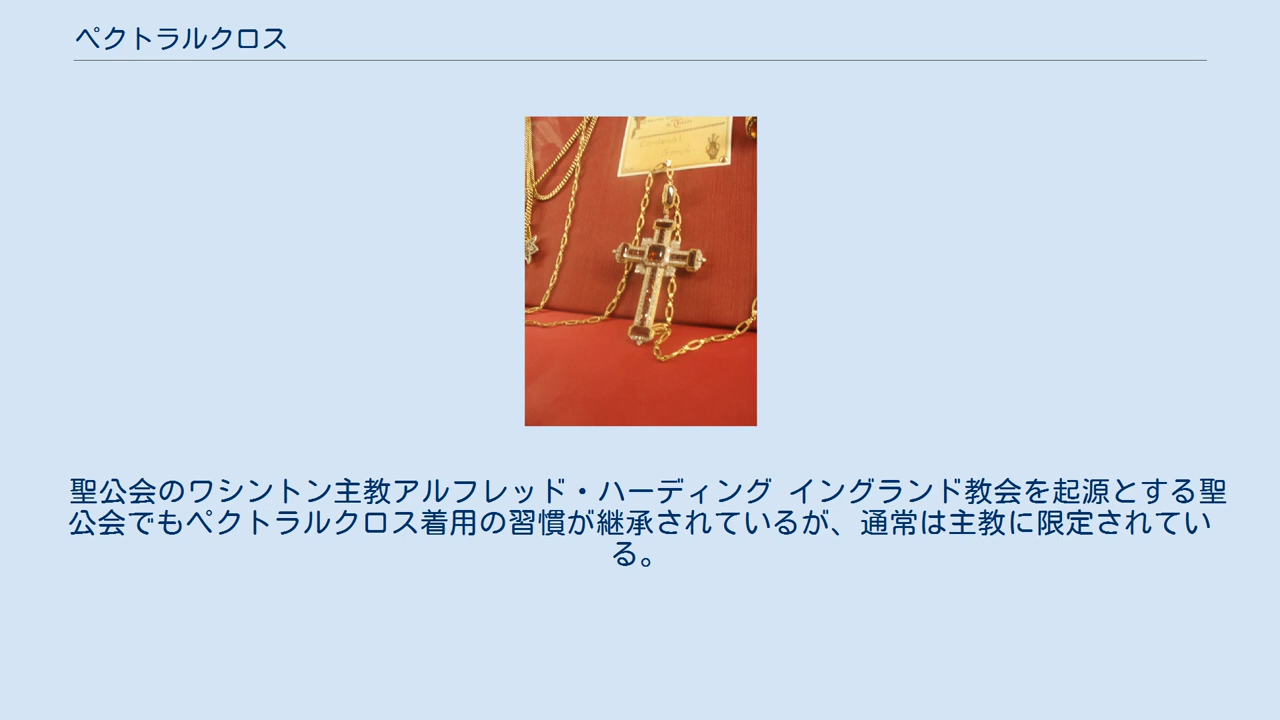 ペクトラルクロス
聖公会のワシントン主教アルフレッド・ハーディング イングランド教会を起源とする聖
公会でもペクトラルクロス着用の習慣が継承されているが、通常は主教に限定されてい
る。